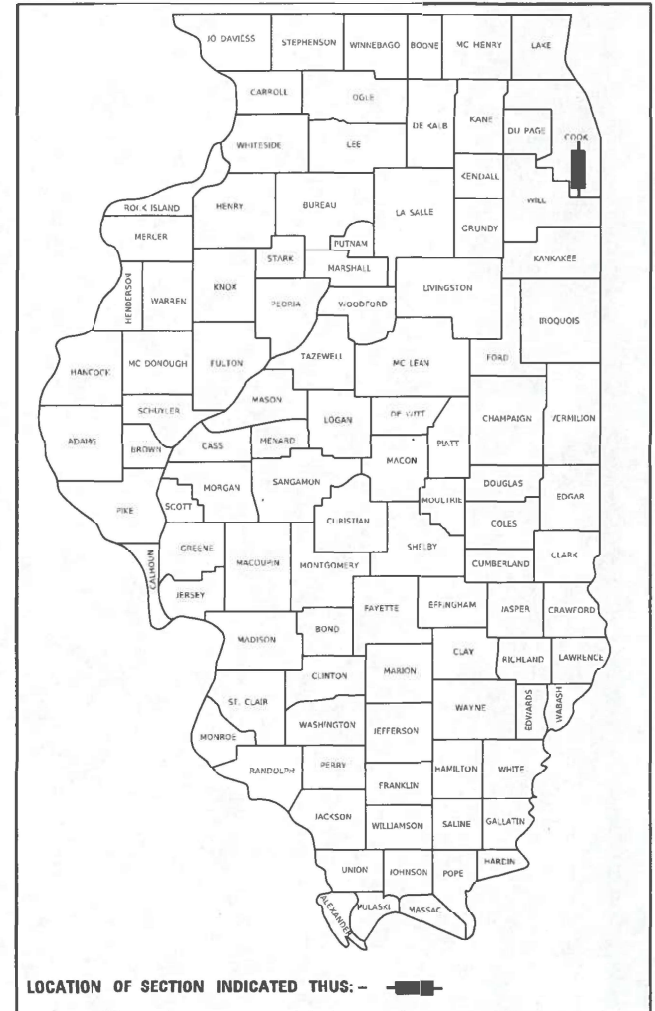 JO DAVIESS STEPHENSON WINNEBAGO BOONE MC HENRY LAKE
CARROLL OGLE
DE KALB KANE DU PAGE COOK
WHITESIDE LEE
KENDALL WILL
ROCK ISLAND HENRY BUREAU LA SALLE
MERCER PUTNAM GRUNDY
STARK MARSHALL KANKAKEE
HENDERSON WARREN KNOX PEORIA WOODFORD LIVINGSTON IROQUOIS
HANCOCK MC DONOUGH FULTON TAZEWELL MC LEAN FORD
SCHUYLER MASON LOGAN DE WITT CHAMPAIGN VERMILION
ADAMS BROWN CASS MENARD MACON PIATT
MORGAN SANGAMON DOUGLAS EDGAR
PIKE SCOTT CHRISTIAN MOULTRIE COLES
CALHOUN GREENE MACOUPIN MONTGOMERY SHELBY CUMBERLAND CLARK
JERSEY FAYETTE EFFINGHAM JASPER CRAWFORD
MADISON BOND
CLAY RICHLAND LAWRENCE
CLINTON MARION
ST. CLAIR WAYNE EDWARDS WABASH
MONROE WASHINGTON JEFFERSON
RANDOLPH PERRY HAMILTON WHITE
FRANKLIN
JACKSON WILLIAMSON SALINE GALLATIN
UNION JOHNSON POPE HARDIN
ALEXANDER PULASKI MASSAC
LOCATION OF SECTION INDICATED THUS: -